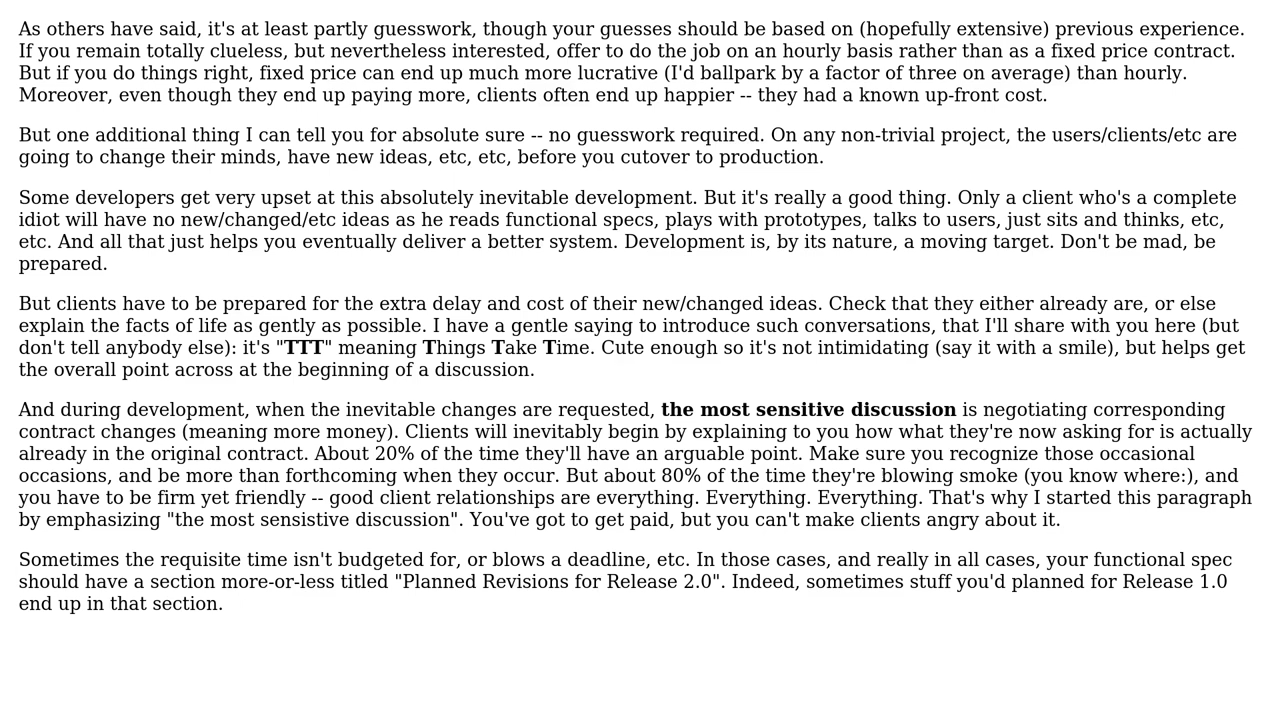 As others have said, it's at least partly guesswork, though your guesses should be based on (hopefully extensive) previous experience.
If you remain totally clueless, but nevertheless interested, offer to do the job on an hourly basis rather than as a fixed price contract.
But if you do things right, fixed price can end up much more lucrative (I'd ballpark by a factor of three on average) than hourly.
Moreover, even though they end up paying more, clients often end up happier -- they had a known up-front cost.
But one additional thing I can tell you for absolute sure -- no guesswork required. On any non-trivial project, the users/clients/etc are
going to change their minds, have new ideas, etc, etc, before you cutover to production.
Some developers get very upset at this absolutely inevitable development. But it's really a good thing. Only a client who's a complete
idiot will have no new/changed/etc ideas as he reads functional specs, plays with prototypes, talks to users, just sits and thinks, etc,
etc. And all that just helps you eventually deliver a better system. Development is, by its nature, a moving target. Don't be mad, be
prepared.
But clients have to be prepared for the extra delay and cost of their new/changed ideas. Check that they either already are, or else
explain the facts of life as gently as possible. I have a gentle saying to introduce such conversations, that I'll share with you here (but
don't tell anybody else): it's "TTT" meaning Things Take Time. Cute enough so it's not intimidating (say it with a smile), but helps get
the overall point across at the beginning of a discussion.
And during development, when the inevitable changes are requested, the most sensitive discussion is negotiating corresponding
contract changes (meaning more money). Clients will inevitably begin by explaining to you how what they're now asking for is actually
already in the original contract. About 20% of the time they'll have an arguable point. Make sure you recognize those occasional
occasions, and be more than forthcoming when they occur. But about 80% of the time they're blowing smoke (you know where:), and
you have to be firm yet friendly -- good client relationships are everything. Everything. Everything. That's why I started this paragraph
by emphasizing "the most sensistive discussion". You've got to get paid, but you can't make clients angry about it.
Sometimes the requisite time isn't budgeted for, or blows a deadline, etc. In those cases, and really in all cases, your functional spec
should have a section more-or-less titled "Planned Revisions for Release 2.0". Indeed, sometimes stuff you'd planned for Release 1.0
end up in that section.